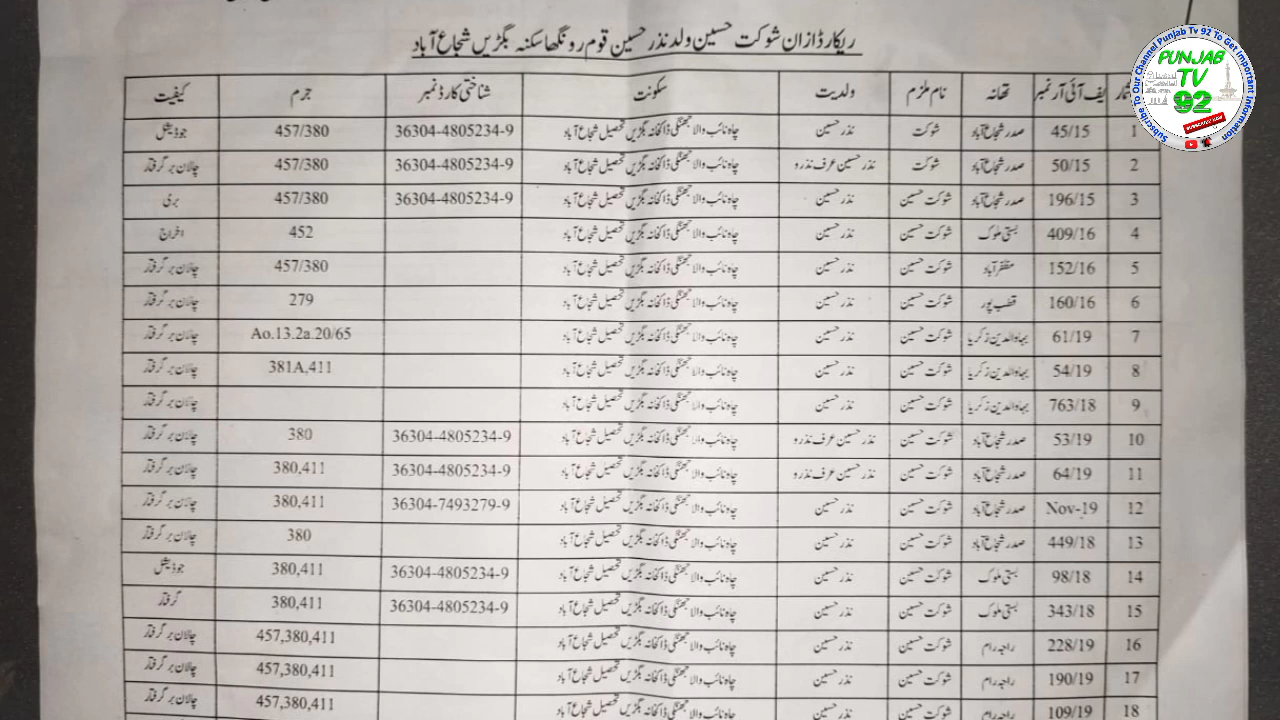 ریکارڈ ازان شوکت حسین ولد نذر حسین قوم رونگھا سکنہ بگڑیں شجاع آباد
شمار ایف آئی آر نمبر تھانہ نام ملزم ولدیت سکونت شناختی کارڈ نمبر جرم کیفیت
1 45/15 صدر شجاع آباد شوکت نذر حسین چاہ نائب والا جھنگی ڈاکخانہ بگڑیں تحصیل شجاع آباد 36304-4805234-9 457/380 جوڈیشل
2 50/15 صدر شجاع آباد شوکت نذر حسین عرف نذرو چاہ نائب والا جھنگی ڈاکخانہ بگڑیں تحصیل شجاع آباد 36304-4805234-9 457/380 چالان بر گرفتار
3 196/15 صدر شجاع آباد شوکت حسین نذر حسین چاہ نائب والا جھنگی ڈاکخانہ بگڑیں تحصیل شجاع آباد 36304-4805234-9 457/380 بری
4 409/16 بستی ملوک شوکت حسین نذر حسین چاہ نائب والا جھنگی ڈاکخانہ بگڑیں تحصیل شجاع آباد 452 اخراج
5 152/16 مظفر آباد شوکت حسین نذر حسین چاہ نائب والا جھنگی ڈاکخانہ بگڑیں تحصیل شجاع آباد 457/380 چالان بر گرفتار
6 160/16 قطب پور شوکت حسین نذر حسین چاہ نائب والا جھنگی ڈاکخانہ بگڑیں تحصیل شجاع آباد 279 چالان بر گرفتار
7 61/19 بہاؤالدین زکریا شوکت حسین نذر حسین چاہ نائب والا جھنگی ڈاکخانہ بگڑیں تحصیل شجاع آباد Ao.13.2a.20/65 چالان بر گرفتار
8 54/19 بہاؤالدین زکریا شوکت حسین نذر حسین چاہ نائب والا جھنگی ڈاکخانہ بگڑیں تحصیل شجاع آباد 381A,411 چالان بر گرفتار
9 763/18 بہاؤالدین زکریا شوکت حسین نذر حسین چاہ نائب والا جھنگی ڈاکخانہ بگڑیں تحصیل شجاع آباد چالان بر گرفتار
10 53/19 صدر شجاع آباد شوکت حسین نذر حسین عرف نذرو چاہ نائب والا جھنگی ڈاکخانہ بگڑیں تحصیل شجاع آباد 36304-4805234-9 380 چالان بر گرفتار
11 64/19 صدر شجاع آباد شوکت حسین نذر حسین عرف نذرو چاہ نائب والا جھنگی ڈاکخانہ بگڑیں تحصیل شجاع آباد 36304-4805234-9 380,411 چالان بر گرفتار
12 Nov-19 صدر شجاع آباد شوکت حسین نذر حسین چاہ نائب والا جھنگی ڈاکخانہ بگڑیں تحصیل شجاع آباد 36304-7493279-9 380,411 چالان بر گرفتار
13 449/18 صدر شجاع آباد شوکت حسین نذر حسین چاہ نائب والا جھنگی ڈاکخانہ بگڑیں تحصیل شجاع آباد 380 چالان بر گرفتار
14 98/18 بستی ملوک شوکت حسین نذر حسین چاہ نائب والا جھنگی ڈاکخانہ بگڑیں تحصیل شجاع آباد 36304-4805234-9 380,411 جوڈیشل
15 343/18 بستی ملوک شوکت حسین نذر حسین چاہ نائب والا جھنگی ڈاکخانہ بگڑیں تحصیل شجاع آباد 36304-4805234-9 380,411 گرفتار
16 228/19 راجہ رام شوکت حسین نذر حسین چاہ نائب والا جھنگی ڈاکخانہ بگڑیں تحصیل شجاع آباد 457,380,411 چالان بر گرفتار
17 190/19 راجہ رام شوکت حسین نذر حسین چاہ نائب والا جھنگی ڈاکخانہ بگڑیں تحصیل شجاع آباد 457,380,411 چالان بر گرفتار
18 109/19 راجہ رام شوکت حسین نذر حسین چاہ نائب والا جھنگی ڈاکخانہ بگڑیں تحصیل شجاع آباد 457,380,411 چالان بر گرفتار
Subscribe To Our Channel Punjab Tv 92 To Get Important Information
PUNJAB
TV
92
SUBSCRIBE NOW